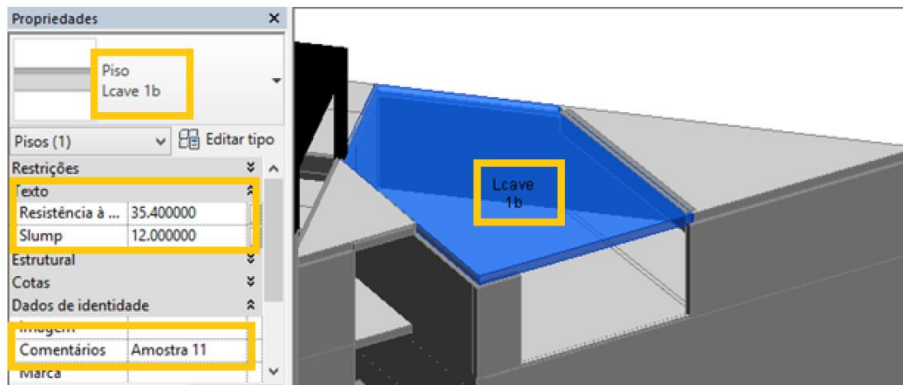 Propriedades
Piso
Lcave 1b
Pisos (1)
Editar tipo
Restrições
Texto
Resistência à ... 35.400000
Slump 12.000000
Estrutural
Cotas
Dados de identidade
Imagem
Comentários Amostra 11
Marca
Lcave
1b